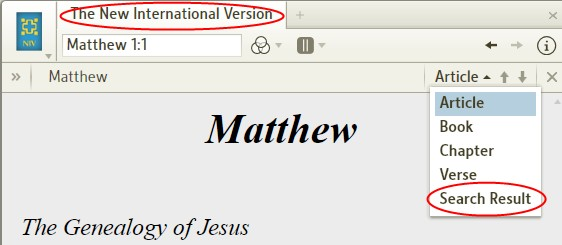 The New International Version
NIV
Matthew 1:1
» Matthew Article
Article
Book
Chapter
Verse
Search Result
Matthew
The Genealogy of Jesus